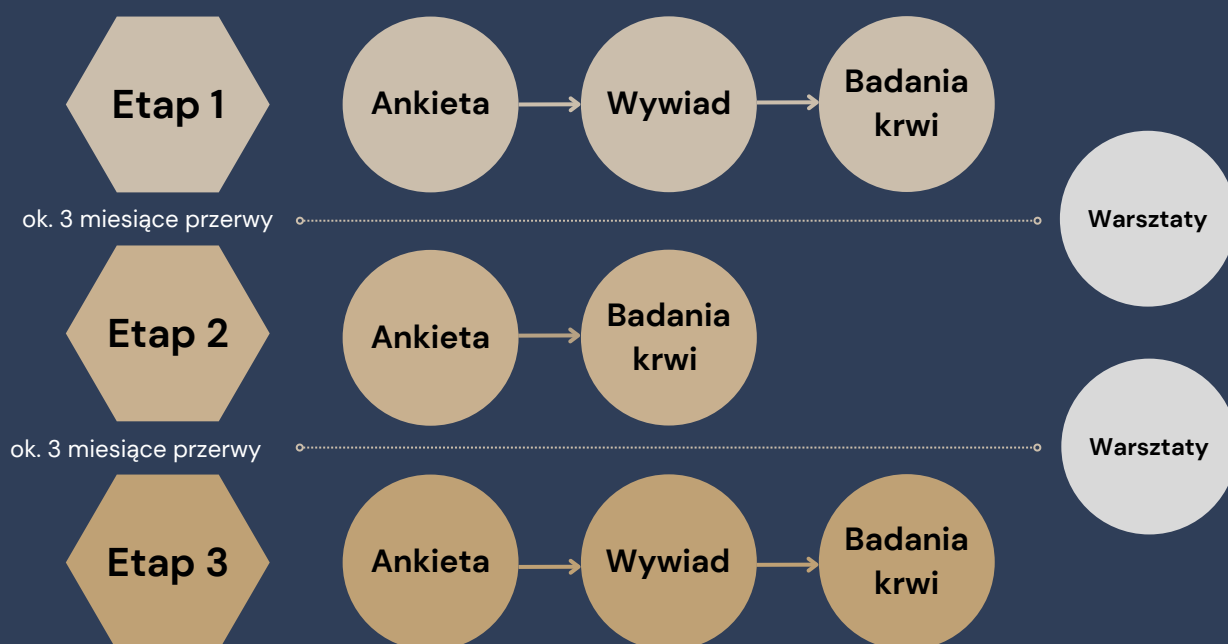 Etap 1
Ankieta
Wywiad
Badania
krwi
ok. 3 miesiące przerwy
Warsztaty
Etap 2
Ankieta
Badania
krwi
ok. 3 miesiące przerwy
Warsztaty
Etap 3
Ankieta
Wywiad
Badania
krwi